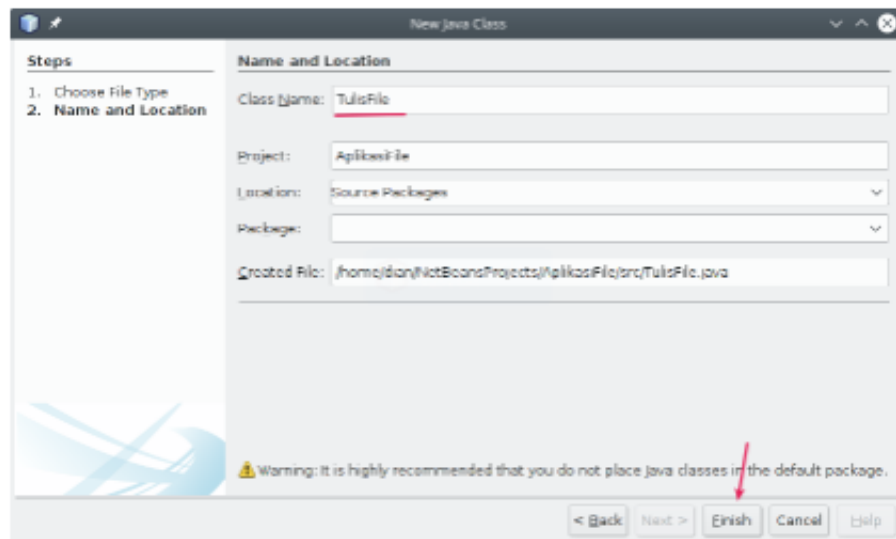 New Java Class
Steps
1. Choose File Type
2. Name and Location
Name and Location
Class Name: TulisFile
Project: AplikasiFile
Location: Source Packages
Package:
Created File: /home/dian/NetBeansProjects/AplikasiFile/src/TulisFile.java
Warning: It is highly recommended that you do not place Java classes in the default package.
< Back Next > Finish Cancel Help